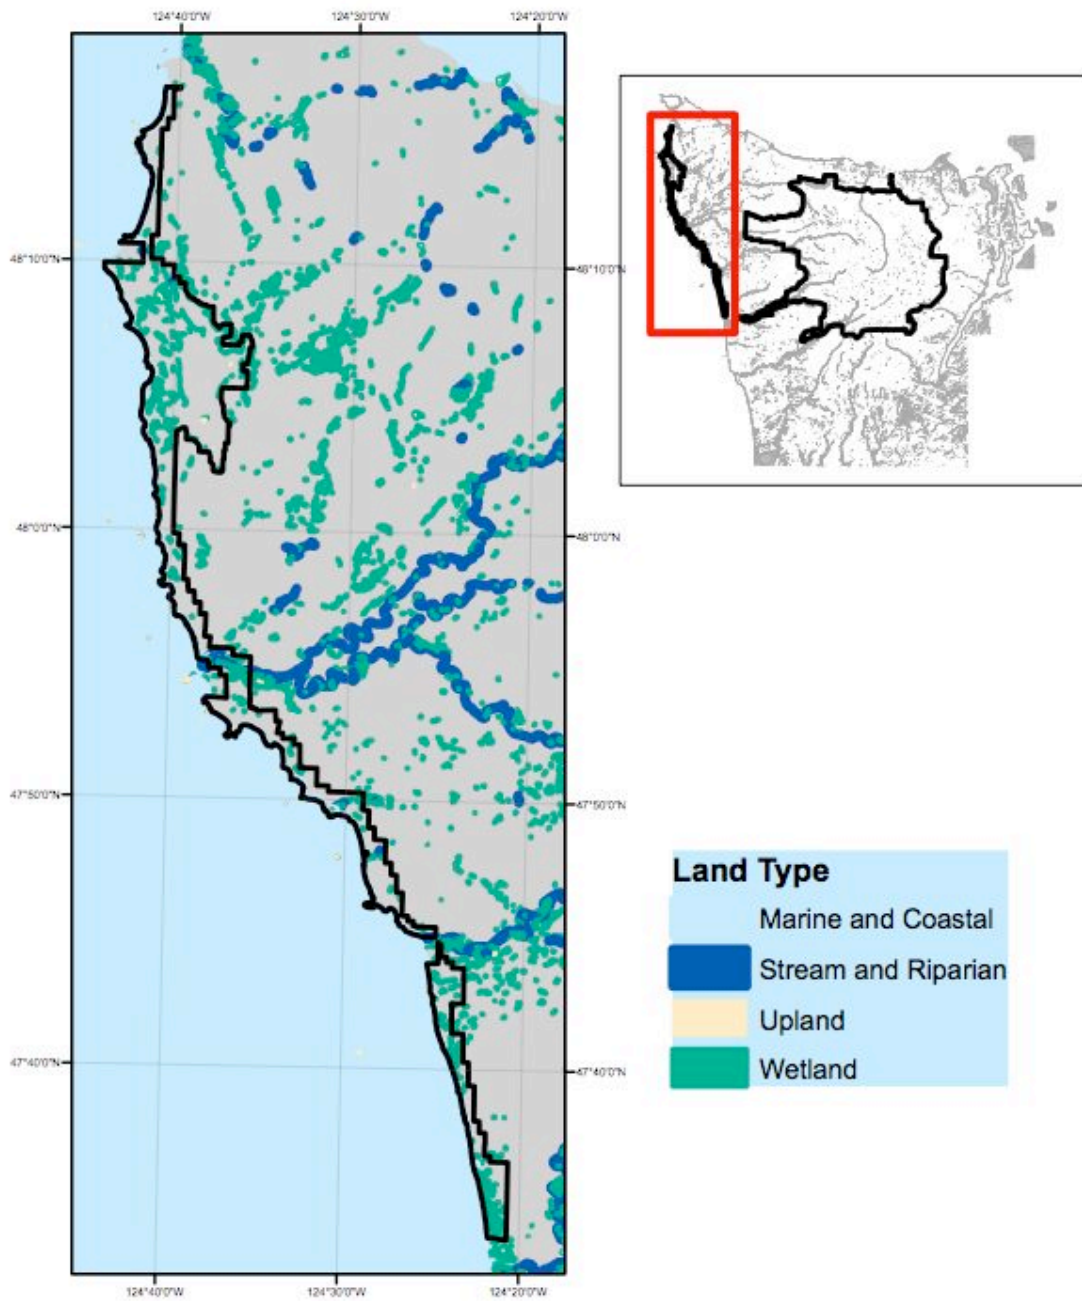 124°40'0"W 124°30'0"W 124°20'0"W
48°10'0"N 48°10'0"N
48°0'0"N 48°0'0"N
47°50'0"N 47°50'0"N
Land Type
Marine and Coastal
Stream and Riparian
Upland
Wetland
47°40'0"N 47°40'0"N
124°40'0"W 124°30'0"W 124°20'0"W